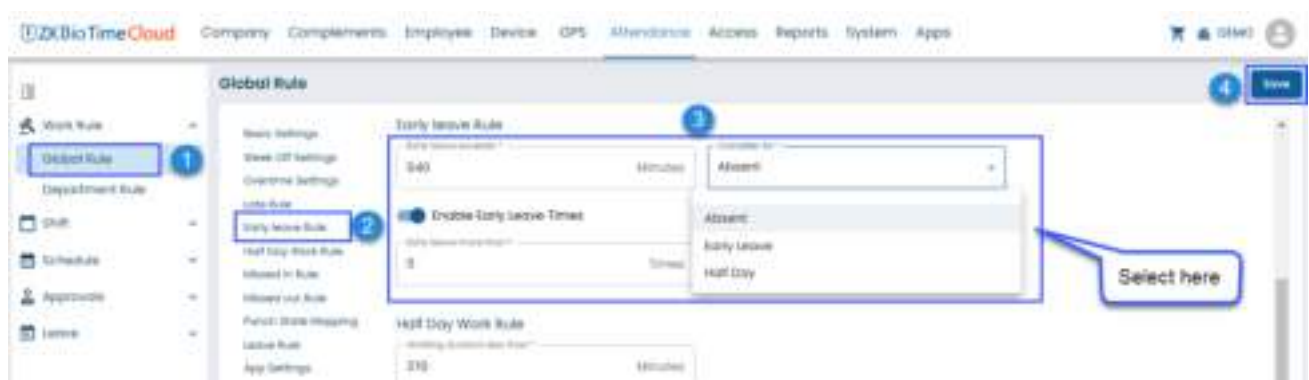 ZKBioTime Cloud Company Complements Employee Device GPS Attendance Access Reports System Apps
Global Rule 4 Save
Work Rule
Global Rule 1
Department Rule
Shift
Schedule
Approvals
Leave
Basic Settings
Week Off Settings
Overtime Settings
Late Rule
Early leave Rule 2
Half Day Work Rule
Missed In Rule
Missed out Rule
Punch State Mapping
Leave Rule
App Settings
Early leave Rule 3
540 Minutes Absent
Enable Early Leave Times
Times
Absent
Early Leave
Half Day
Select here
Half Day Work Rule
Minutes